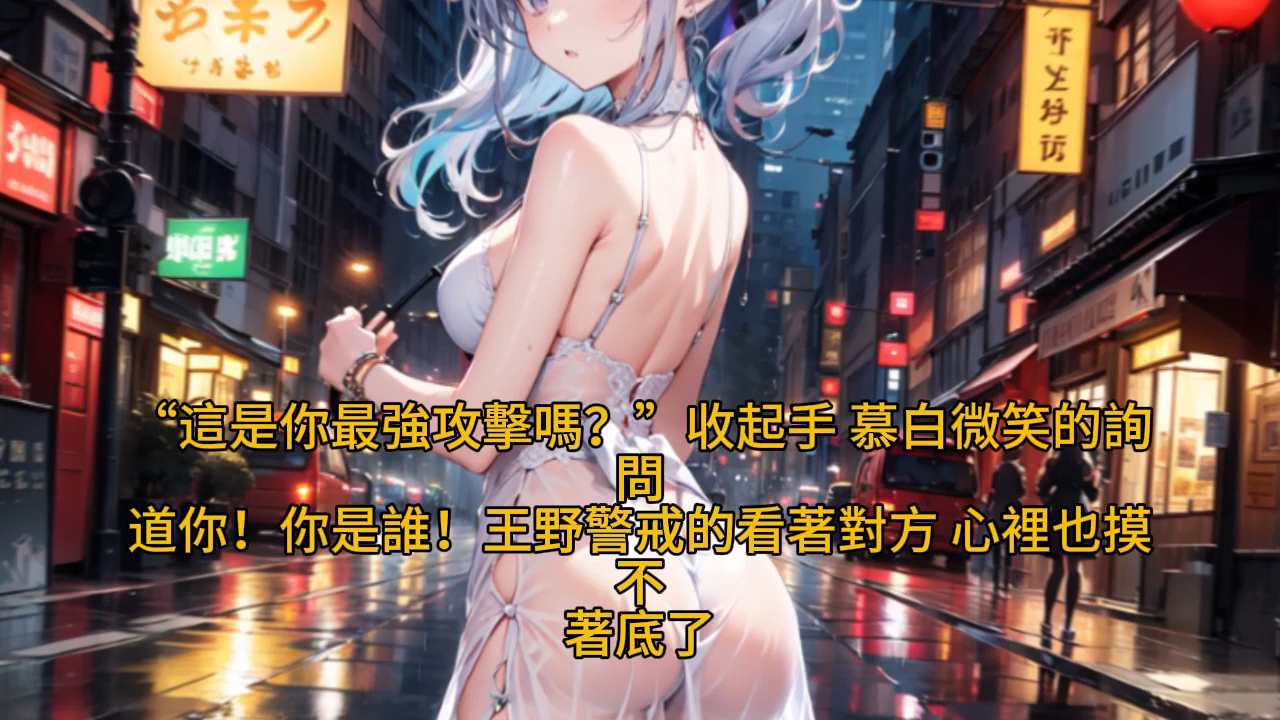 “這是你最強攻擊嗎？”收起手 慕白微笑的詢
問
道你！你是誰！王野警戒的看著對方 心裡也摸
不
著底了